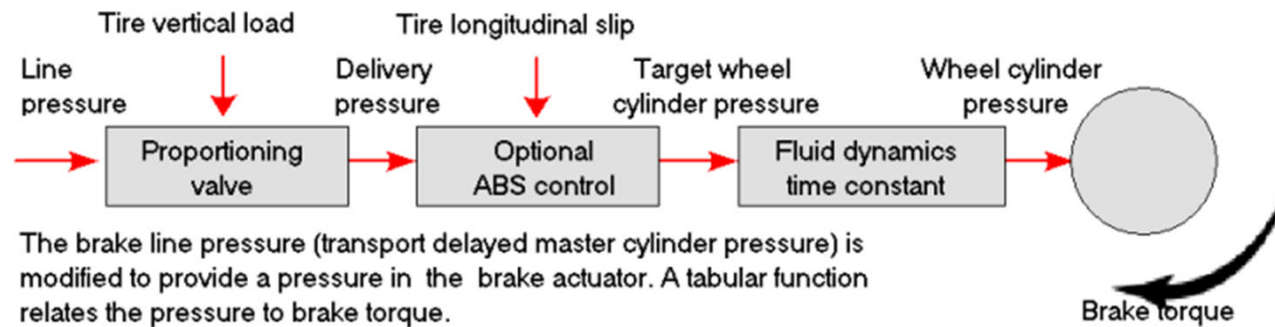 Tire vertical load
Tire longitudinal slip
Line
pressure
Delivery
pressure
Target wheel
cylinder pressure
Wheel cylinder
pressure
Proportioning
valve
Optional
ABS control
Fluid dynamics
time constant
The brake line pressure (transport delayed master cylinder pressure) is
modified to provide a pressure in the brake actuator. A tabular function
relates the pressure to brake torque.
Brake torque